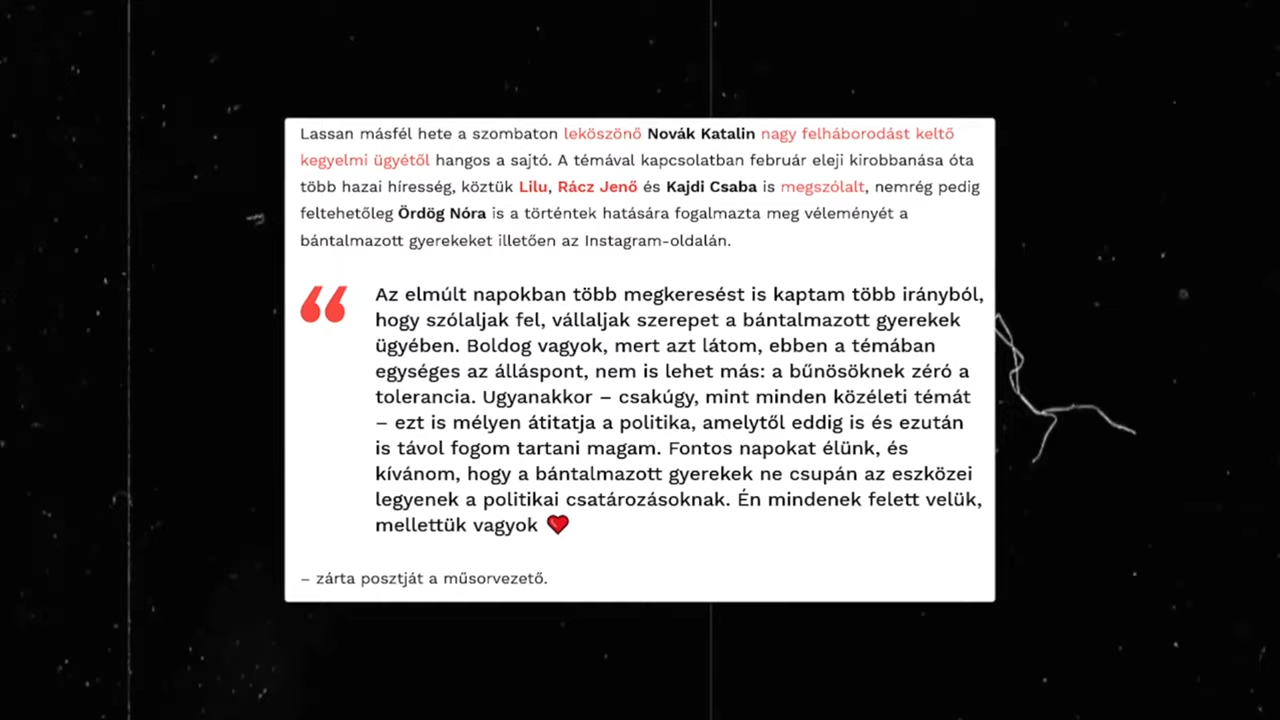 Lassan másfél hete a szombaton leköszönő Novák Katalin nagy felháborodást keltő
kegyelmi ügyétől hangos a sajtó. A témával kapcsolatban február eleji kirobbanása óta
több hazai híresség, köztük Lilu, Rácz Jenő és Kajdi Csaba is megszólalt, nemrég pedig
feltehetőleg Ördög Nóra is a történtek hatására fogalmazta meg véleményét a
bántalmazott gyerekeket illetően az Instagram-oldalán.
“ Az elmúlt napokban több megkeresést is kaptam több irányból,
hogy szólaljak fel, vállaljak szerepet a bántalmazott gyerekek
ügyében. Boldog vagyok, mert azt látom, ebben a témában
egységes az álláspont, nem is lehet más: a bűnösöknek zéró a
tolerancia. Ugyanakkor – csakúgy, mint minden közéleti témát
– ezt is mélyen átitatja a politika, amelytől eddig is és ezután
is távol fogom tartani magam. Fontos napokat élünk, és
kívánom, hogy a bántalmazott gyerekek ne csupán az eszközei
legyenek a politikai csatározásoknak. Én mindenek felett velük,
mellettük vagyok ❤️
– zárta posztját a műsorvezető.